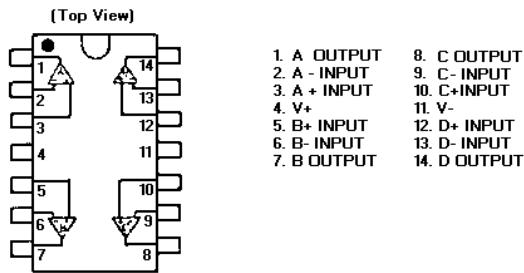 (Top View)
1
2
3
4
5
6
7
14
13
12
11
10
9
8
1. A OUTPUT
2. A - INPUT
3. A + INPUT
4. V+
5. B+ INPUT
6. B- INPUT
7. B OUTPUT
8. C OUTPUT
9. C- INPUT
10. C+INPUT
11. V-
12. D+ INPUT
13. D- INPUT
14. D OUTPUT